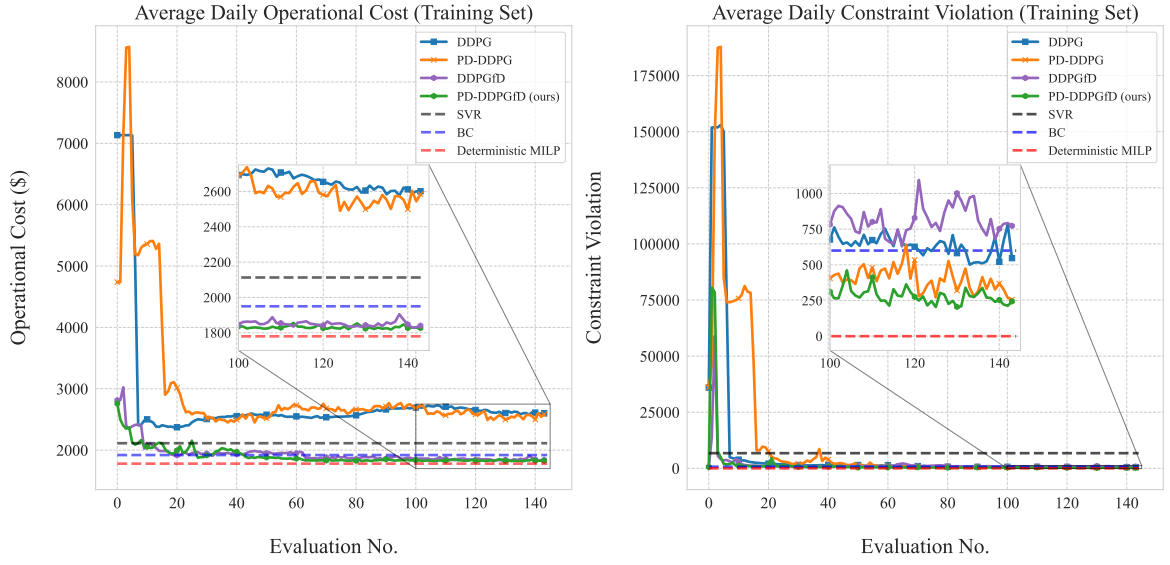 Average Daily Operational Cost (Training Set)
Operational Cost ($)
8000
7000
6000
5000
4000
3000
2000
DDPG
PD-DDPG
DDPGfD
PD-DDPGfD (ours)
SVR
BC
Deterministic MILP
2600
2400
2200
2100
2000
1800
100
120
140
0
20
40
60
80
100
120
140
Evaluation No.
Average Daily Constraint Violation (Training Set)
Constraint Violation
175000
150000
125000
100000
75000
50000
25000
0
DDPG
PD-DDPG
DDPGfD
PD-DDPGfD (ours)
SVR
BC
Deterministic MILP
1000
750
500
250
0
100
120
140
0
20
40
60
80
100
120
140
Evaluation No.